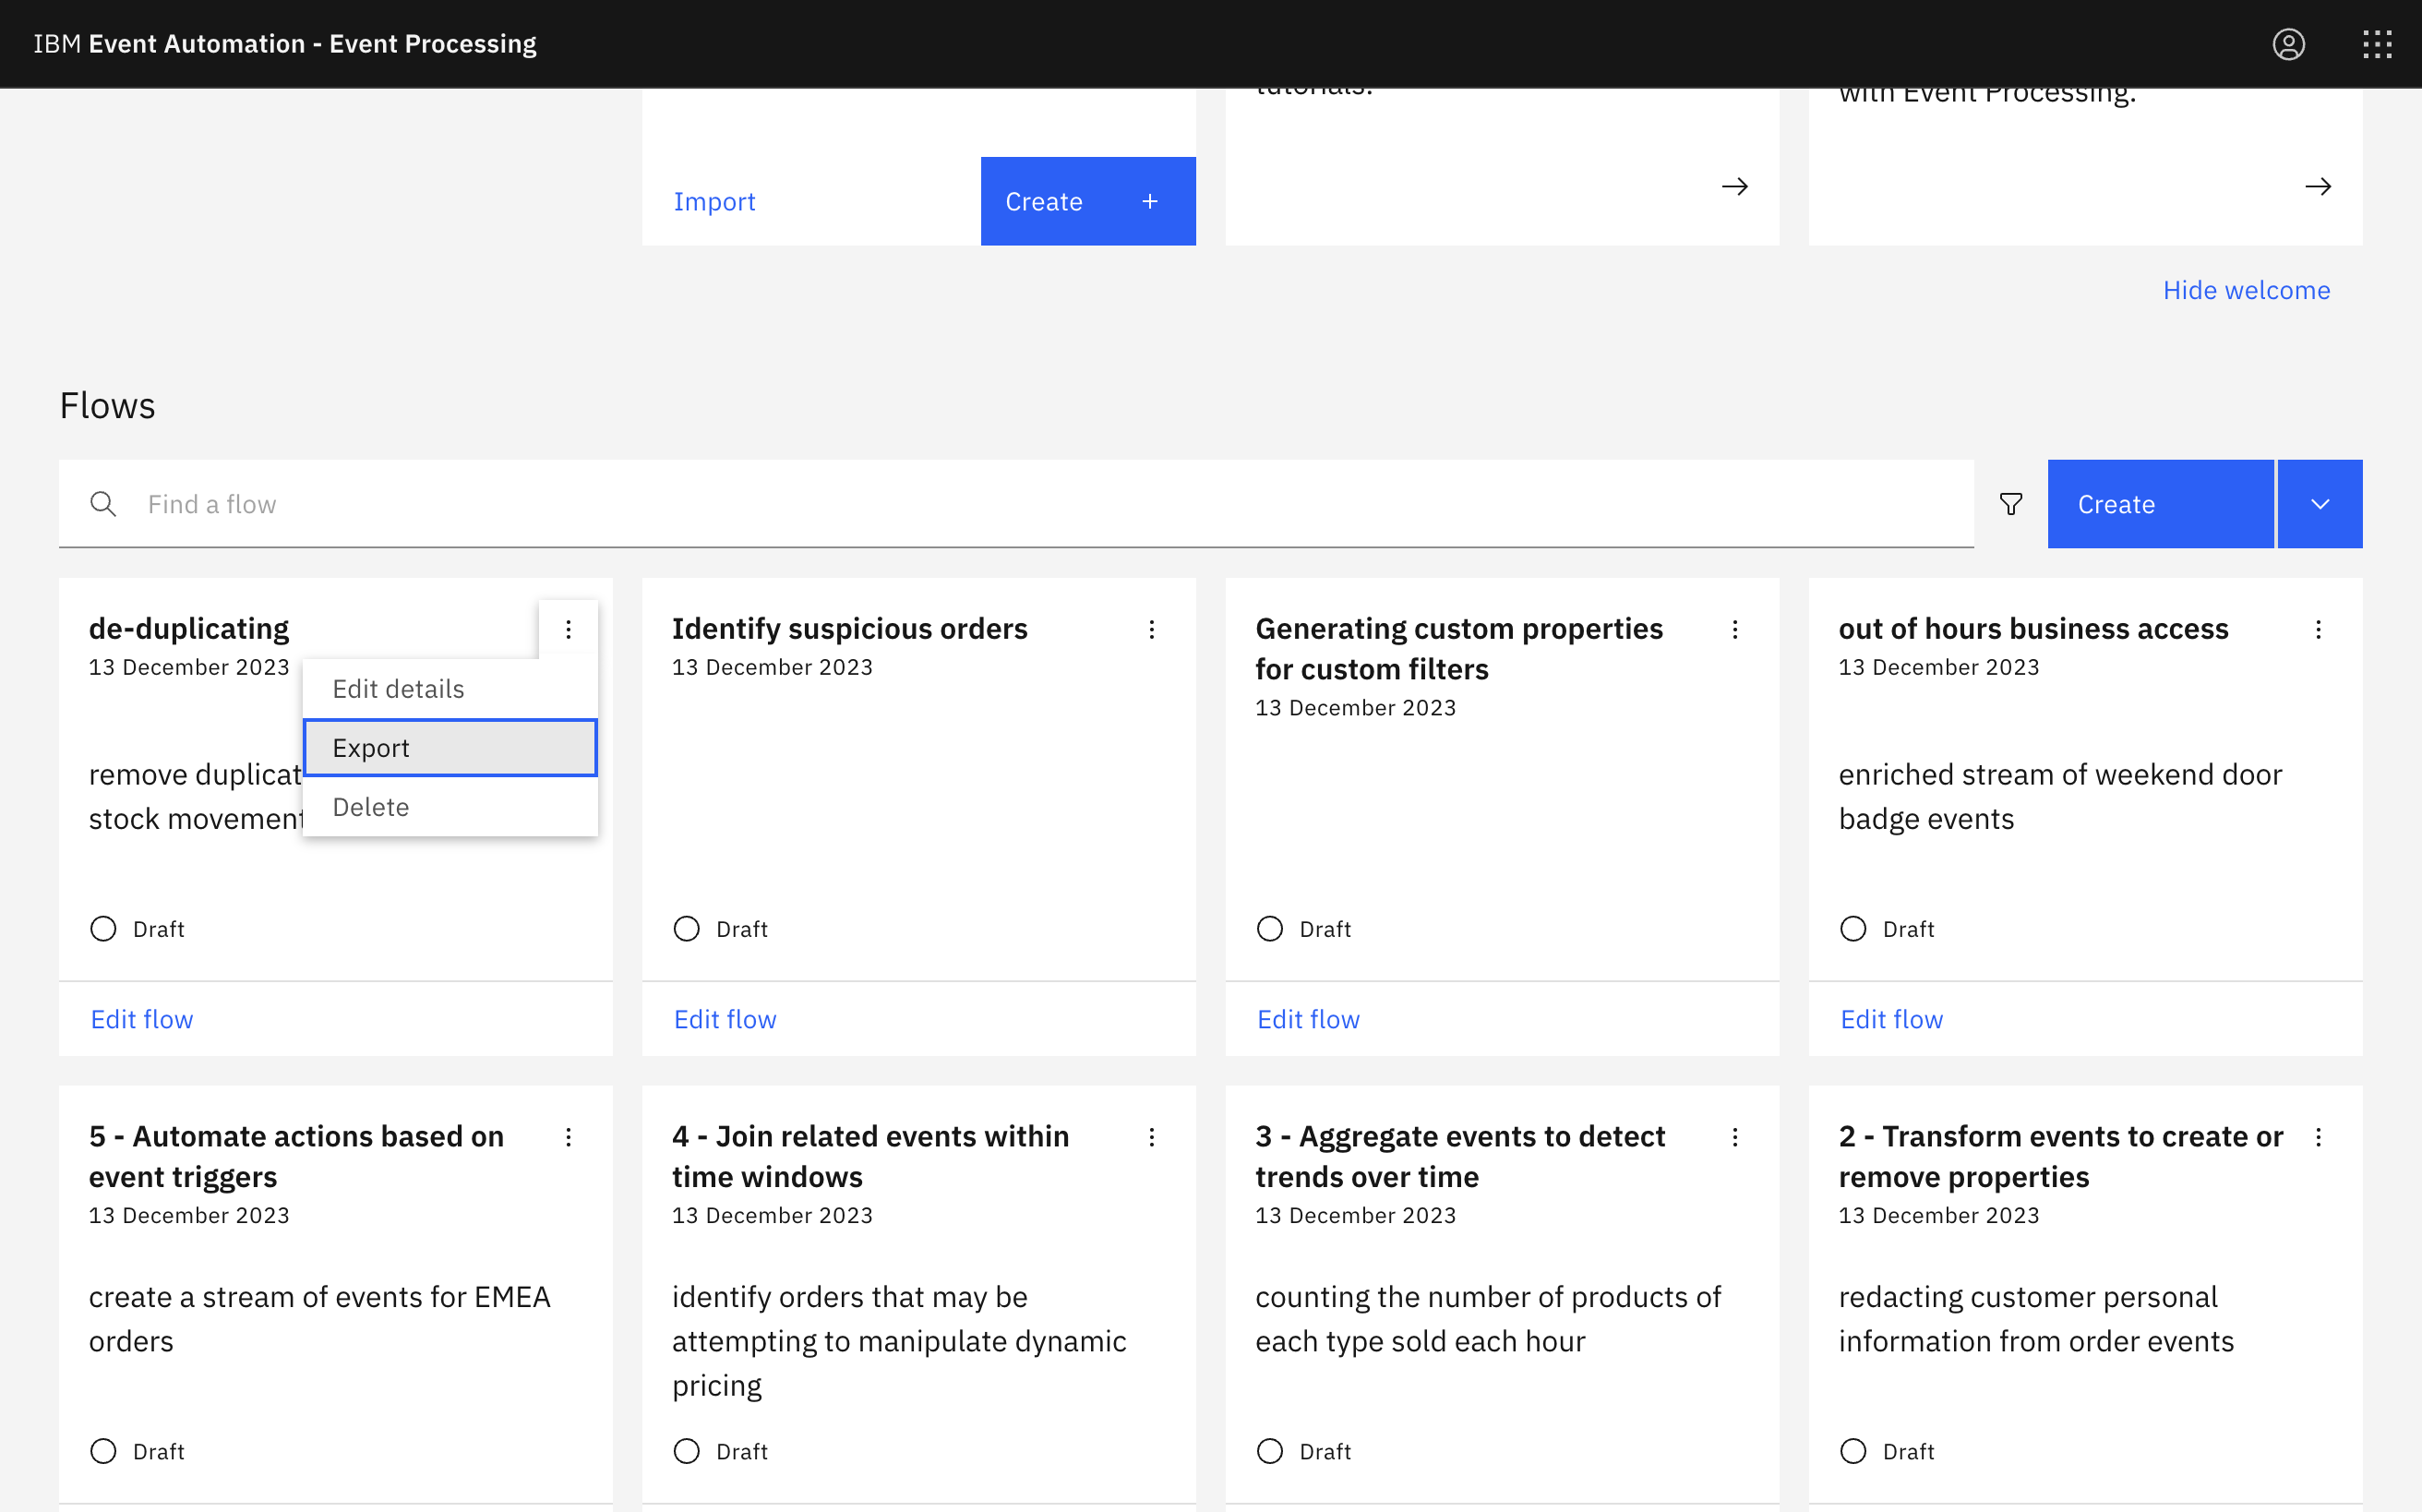 IBM Event Automation - Event Processing
tutorials.
with Event Processing.
Import
Create
Hide welcome
Flows
Find a flow
Create
de-duplicating
13 December 2023
Edit details
Export
Delete
remove duplicat
stock movement
Draft
Edit flow
Identify suspicious orders
13 December 2023
Draft
Edit flow
Generating custom properties
for custom filters
13 December 2023
Draft
Edit flow
out of hours business access
13 December 2023
enriched stream of weekend door
badge events
Draft
Edit flow
5 - Automate actions based on
event triggers
13 December 2023
create a stream of events for EMEA
orders
Draft
4 - Join related events within
time windows
13 December 2023
identify orders that may be
attempting to manipulate dynamic
pricing
Draft
3 - Aggregate events to detect
trends over time
13 December 2023
counting the number of products of
each type sold each hour
Draft
2 - Transform events to create or
remove properties
13 December 2023
redacting customer personal
information from order events
Draft